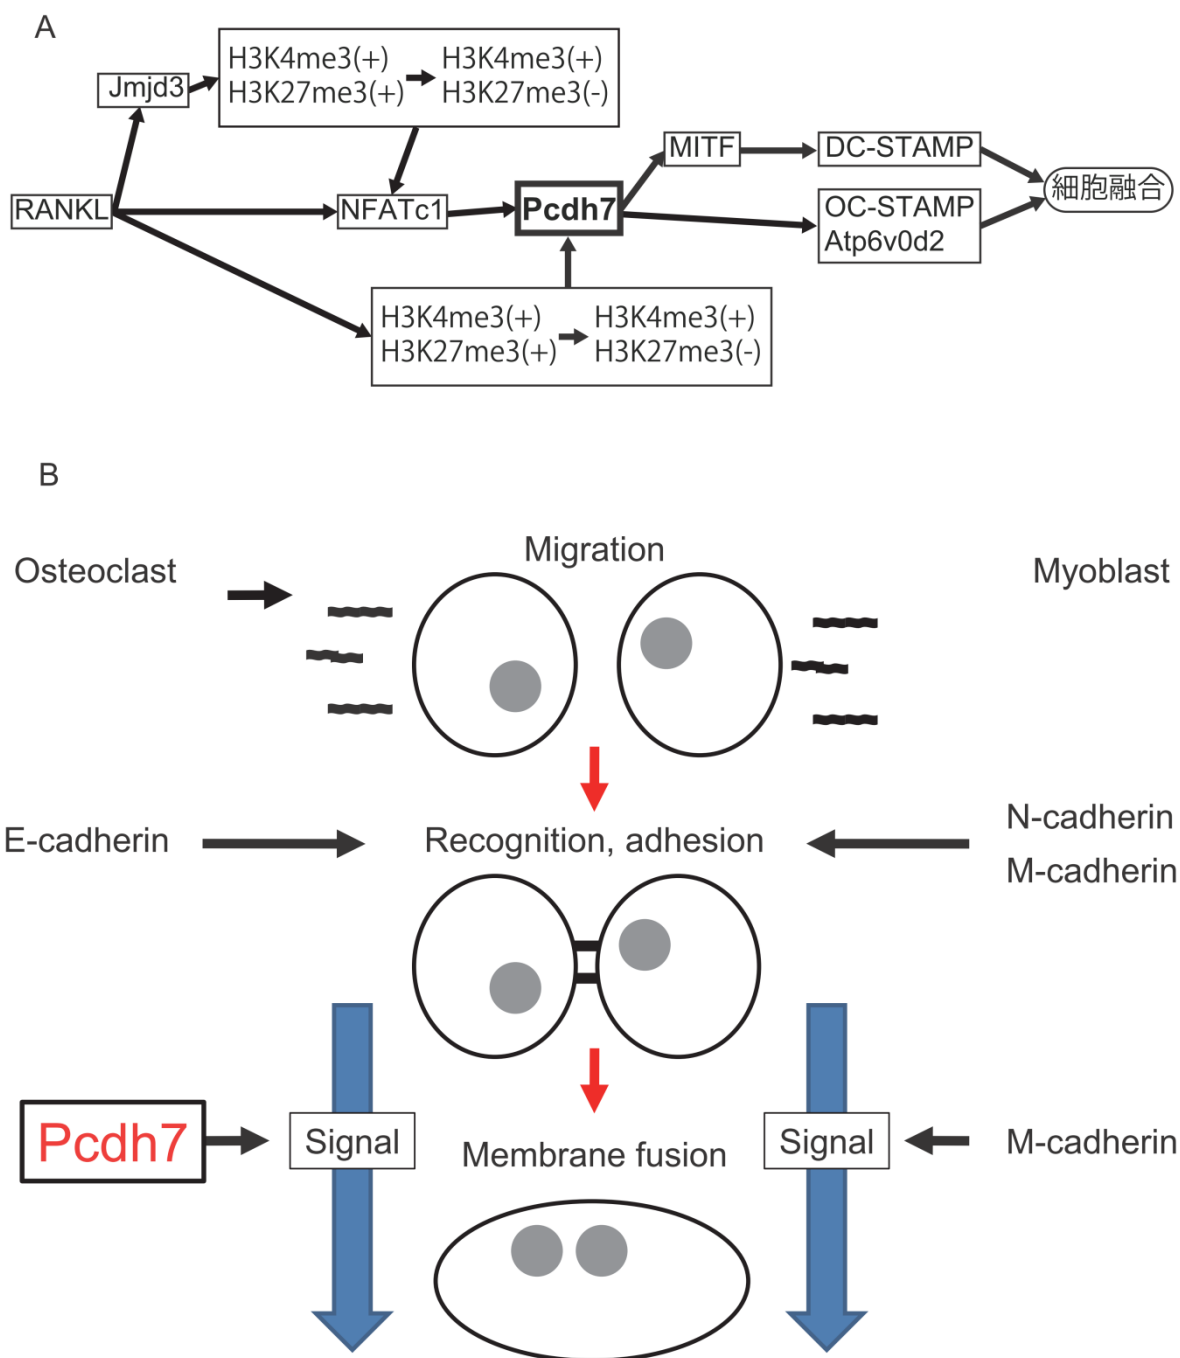 A
H3K4me3(+) H3K4me3(+)
H3K27me3(+) H3K27me3(-)
Jmjd3
MITF
DC-STAMP
RANKL
NFATc1
Pcdh7
OC-STAMP
Atp6v0d2
細胞融合
H3K4me3(+) H3K4me3(+)
H3K27me3(+) H3K27me3(-)
B
Migration
Osteoclast
Myoblast
E-cadherin
Recognition, adhesion
N-cadherin
M-cadherin
Pcdh7
Signal
Membrane fusion
Signal
M-cadherin